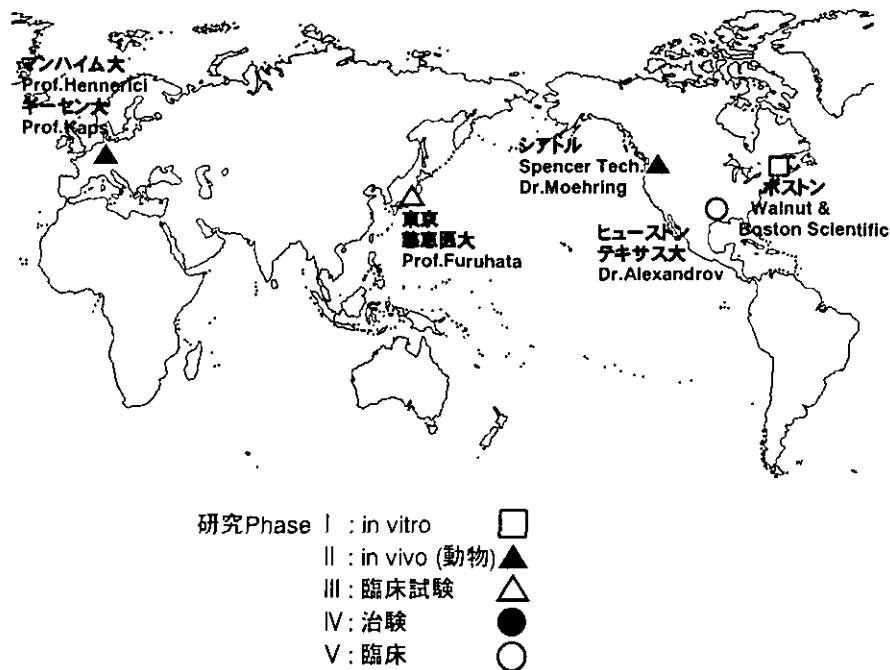 マンハイム大
Prof.Hennerici
ギーセン大
Prof.Kaps
シアトル
Spencer Tech.
Dr.Moehring
ボストン
Walnut &
Boston Scientific
東京
慈恵医大
Prof.Furuhata
ヒューストン
テキサス大
Dr.Alexandrov
研究Phase Ⅰ : in vitro
Ⅱ : in vivo (動物)
Ⅲ : 臨床試験
Ⅳ : 治験
Ⅴ : 臨床